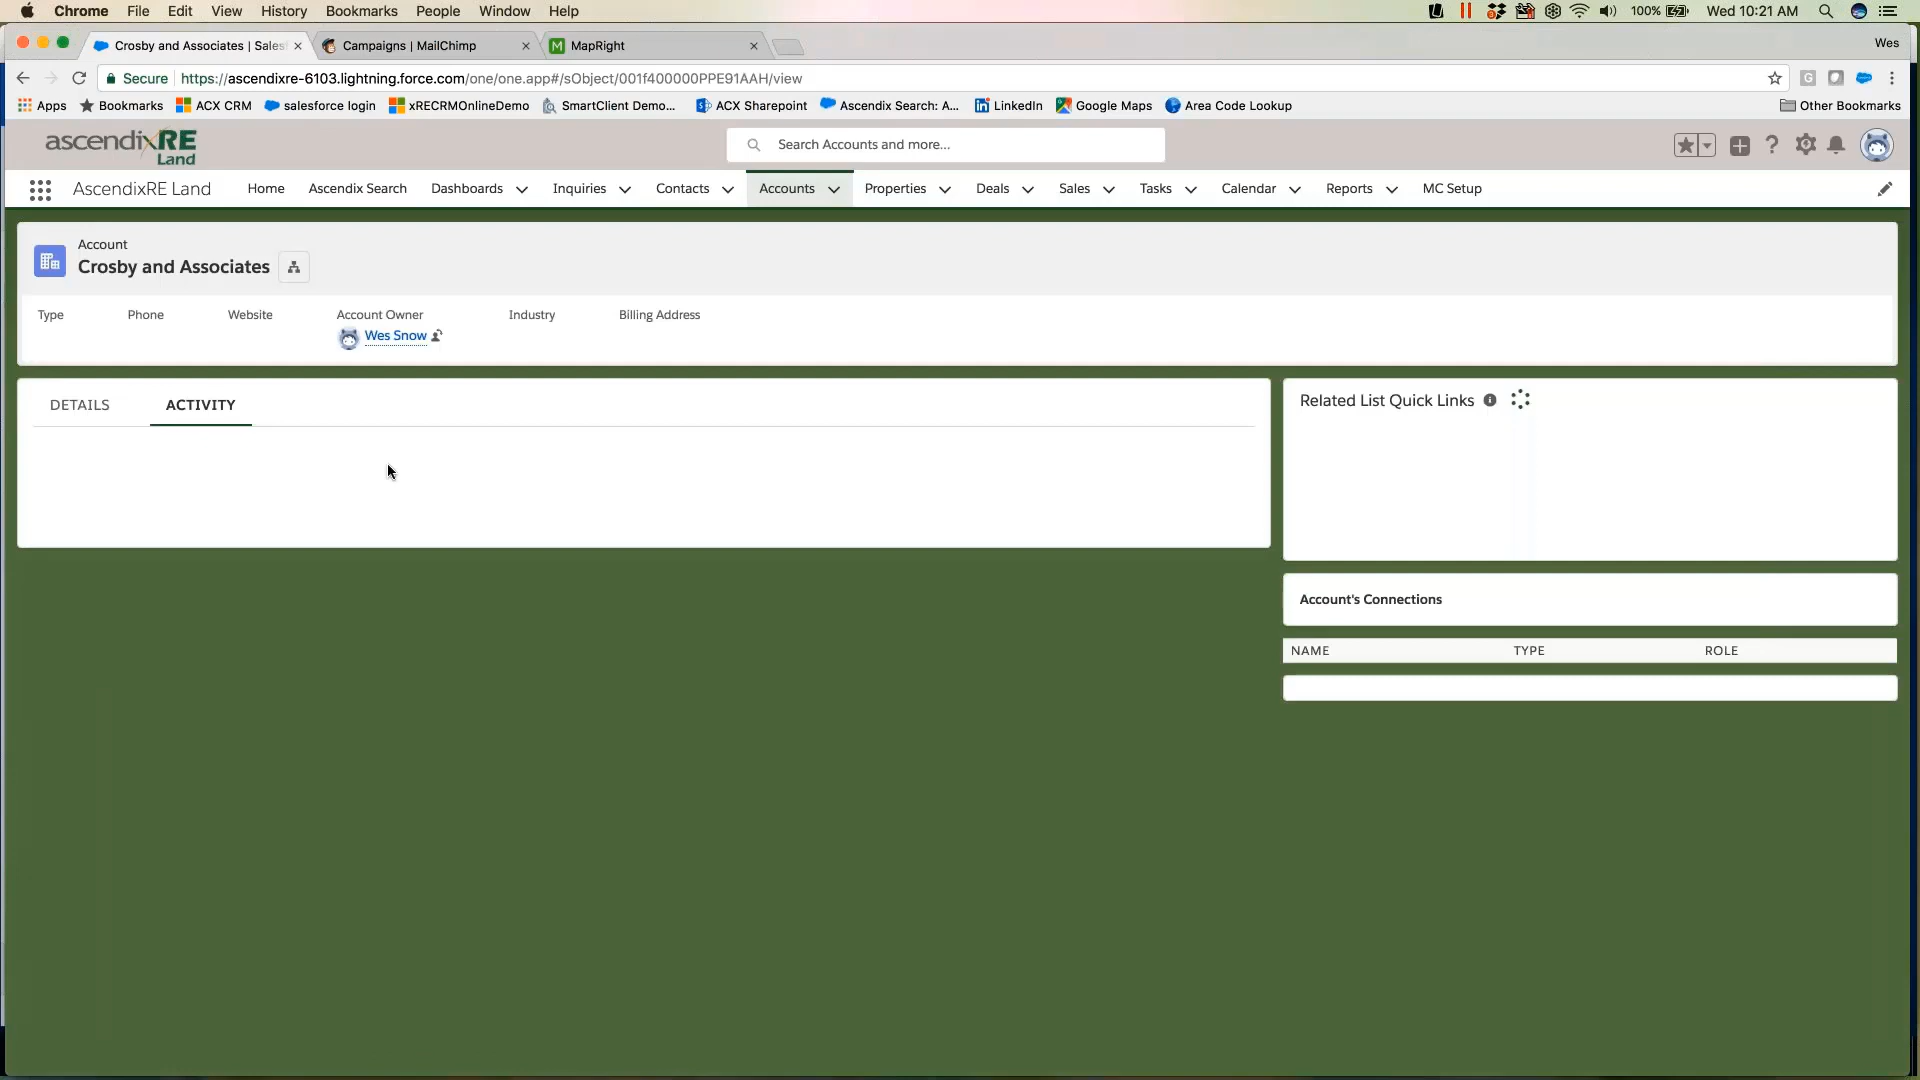 Chrome File Edit View History Bookmarks People Window Help 100% Wed 10:21 AM
Crosby and Associates | Sales Campaigns | MailChimp M MapRight Wes
Secure https://ascendixre-6103.lightning.force.com/one/one.app#/sObject/001f400000PPE91AAH/view
Apps Bookmarks ACX CRM salesforce login xRECRMOnlineDemo SmartClient Demo... ACX Sharepoint Ascendix Search: A... LinkedIn Google Maps Area Code Lookup Other Bookmarks
ascendixRE
Land
Search Accounts and more...
AscendixRE Land Home Ascendix Search Dashboards Inquiries Contacts Accounts Properties Deals Sales Tasks Calendar Reports MC Setup
Account
Crosby and Associates
Type Phone Website Account Owner Industry Billing Address
Wes Snow
DETAILS ACTIVITY
Related List Quick Links
Account's Connections
NAME TYPE ROLE